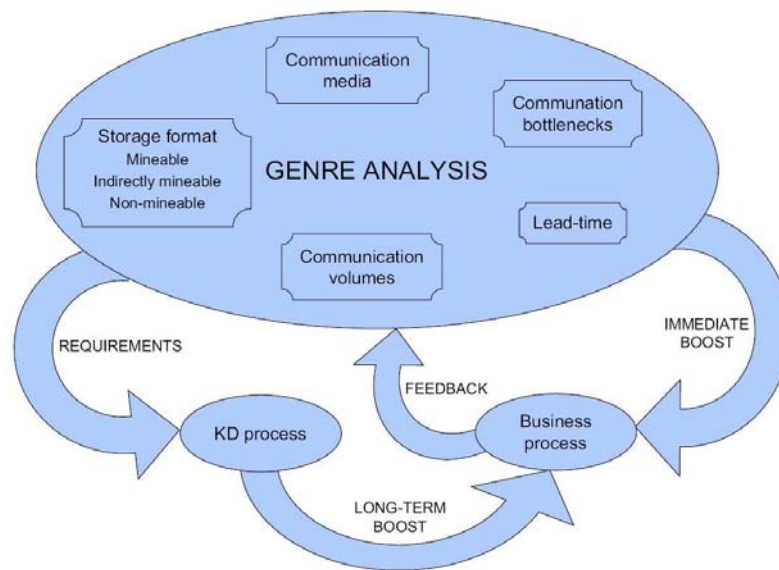 Communication
media
Communation
bottlenecks
Storage format
Mineable
Indirectly mineable
Non-mineable
GENRE ANALYSIS
Lead-time
Communication
volumes
REQUIREMENTS
IMMEDIATE
BOOST
FEEDBACK
KD process
Business
process
LONG-TERM
BOOST